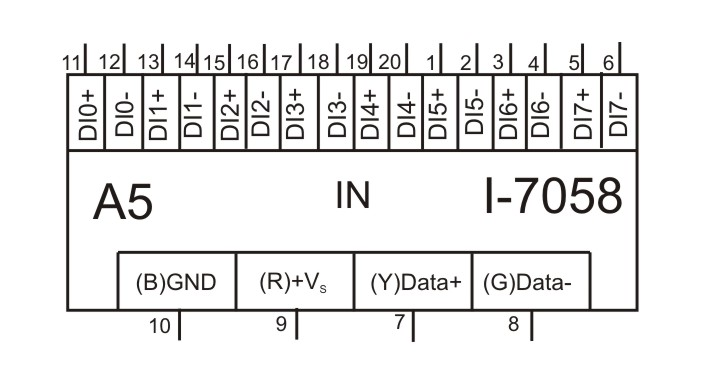 11 12 13 14 15 16 17 18 19 20 1 2 3 4 5 6
DI0+ DI0- DI1+ DI1- DI2+ DI2- DI3+ DI3- DI4+ DI4- DI5+ DI5- DI6+ DI6- DI7+ DI7-
A5 IN I-7058
(B)GND (R)+Vs (Y)Data+ (G)Data-
10 9 7 8